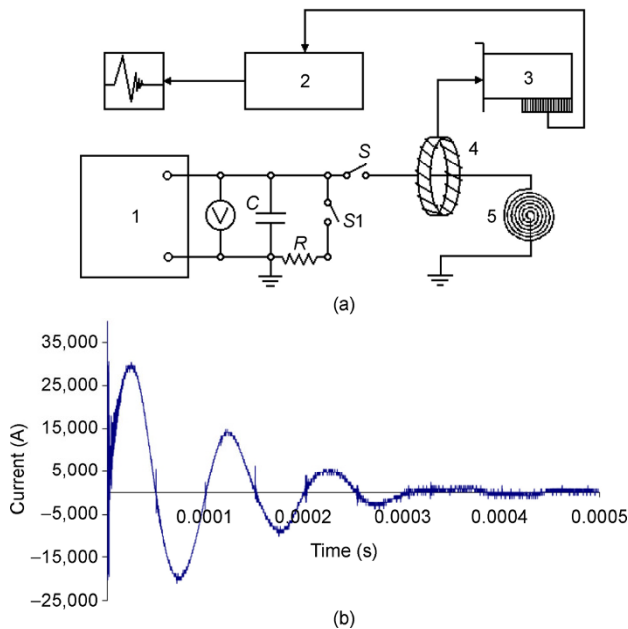 2
3
S
4
1
V
C
S1
5
R
(a)
35,000
25,000
15,000
5,000
−5,000
−15,000
−25,000
Current (A)
0.0001 0.0002 0.0003 0.0004 0.0005
Time (s)
(b)